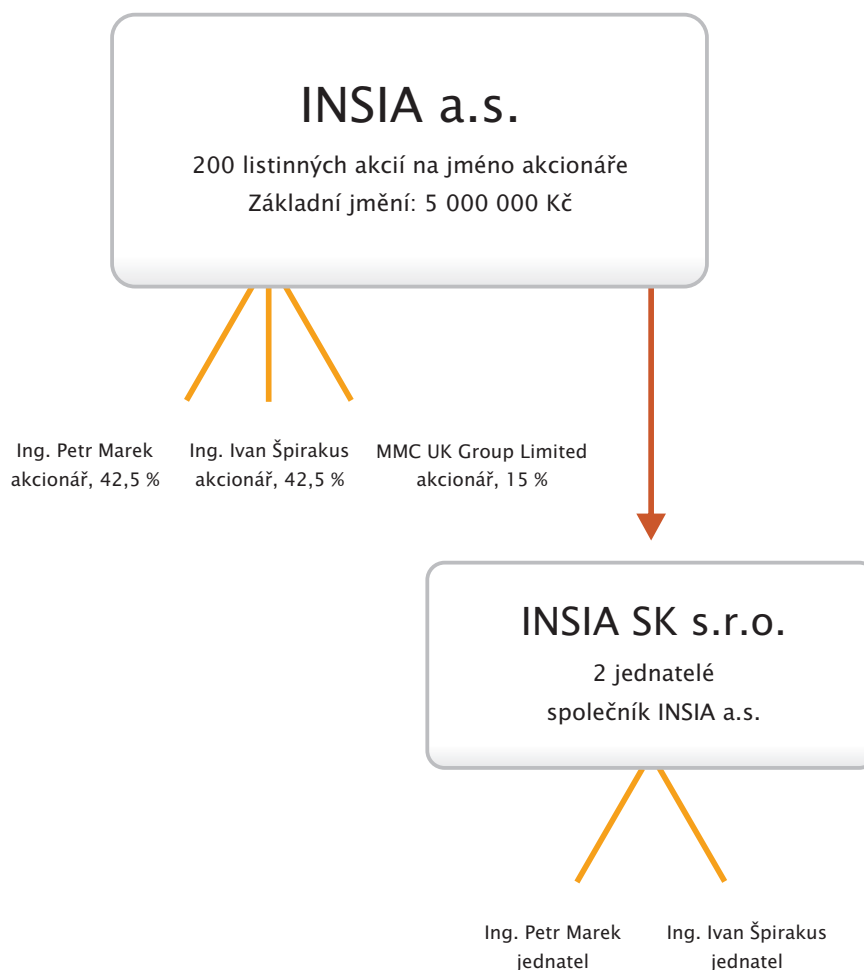 INSIA a.s.
200 listinných akcií na jméno akcionáře
Základní jmění: 5 000 000 Kč
Ing. Petr Marek
akcionář, 42,5 %
Ing. Ivan Špirakus
akcionář, 42,5 %
MMC UK Group Limited
akcionář, 15 %
INSIA SK s.r.o.
2 jednatelé
společník INSIA a.s.
Ing. Petr Marek
jednatel
Ing. Ivan Špirakus
jednatel